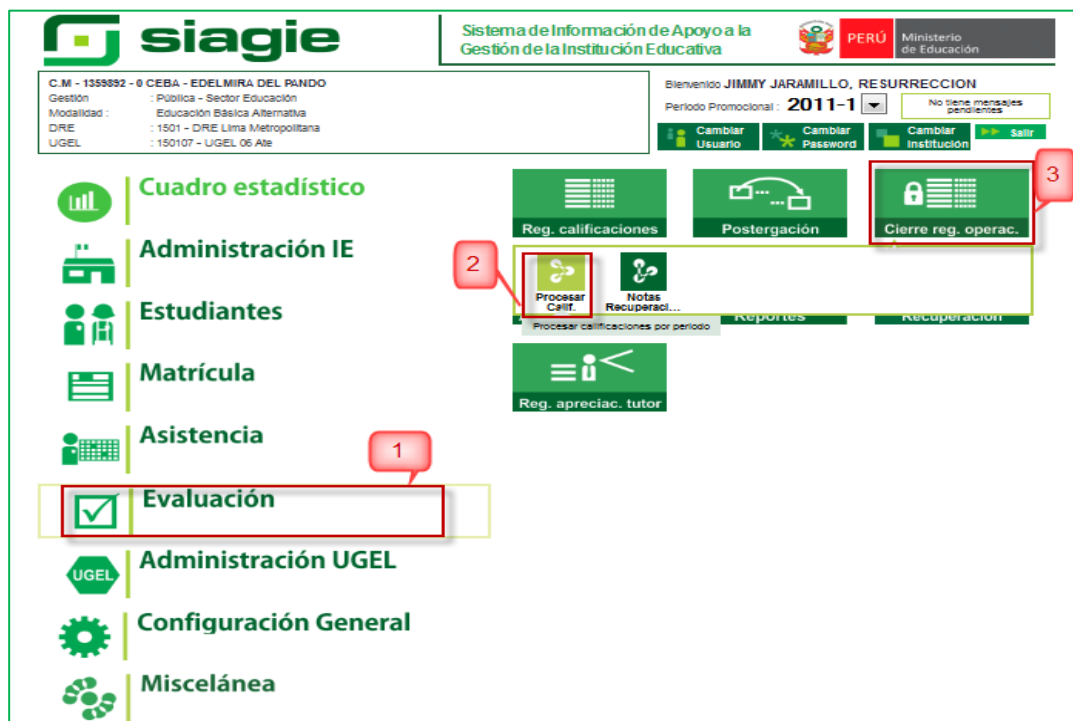 siagie
Sistema de Información de Apoyo a la
Gestión de la Institución Educativa
PERÚ
Ministerio
de Educación
C.M - 1359892 - 0 CEBA - EDELMIRA DEL PANDO
Gestión : Pública - Sector Educación
Modalidad : Educación Básica Alternativa
DRE : 1501 - DRE Lima Metropolitana
UGEL : 150107 - UGEL 06 Ate
Bienvenido JIMMY JARAMILLO, RESURRECCION
Periodo Promocional : 2011-1
No tiene mensajes
pendientes
Cambiar
Usuario
Cambiar
Password
Cambiar
Institución
Salir
Cuadro estadístico
Administración IE
Estudiantes
Matrícula
Asistencia
1
Evaluación
Administración UGEL
UGEL
Configuración General
Miscelánea
Reg. calificaciones
Postergación
Cierre reg. operac.
3
2
Procesar
Calif.
Notas
Recuperaci...
Procesar calificaciones por periodo
Reportes
Recuperación
Reg. apreciac. tutor